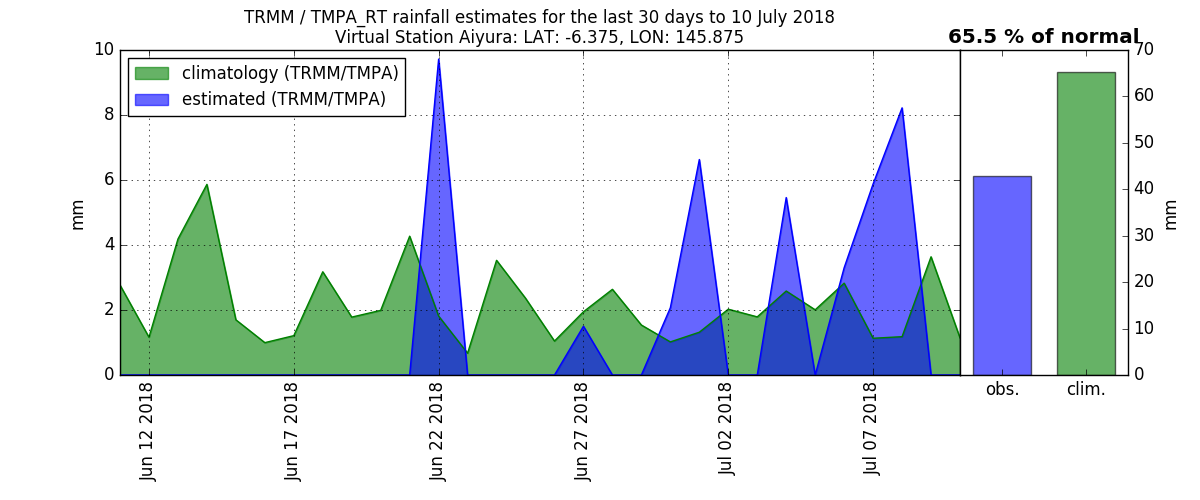 TRMM / TMPA_RT rainfall estimates for the last 30 days to 10 July 2018
Virtual Station Aiyura: LAT: -6.375, LON: 145.875
65.5 % of normal
climatology (TRMM/TMPA)
estimated (TRMM/TMPA)
10
8
6
4
2
0
mm
Jun 12 2018
Jun 17 2018
Jun 22 2018
Jun 27 2018
Jul 02 2018
Jul 07 2018
70
60
50
40
30
20
10
0
mm
obs.
clim.